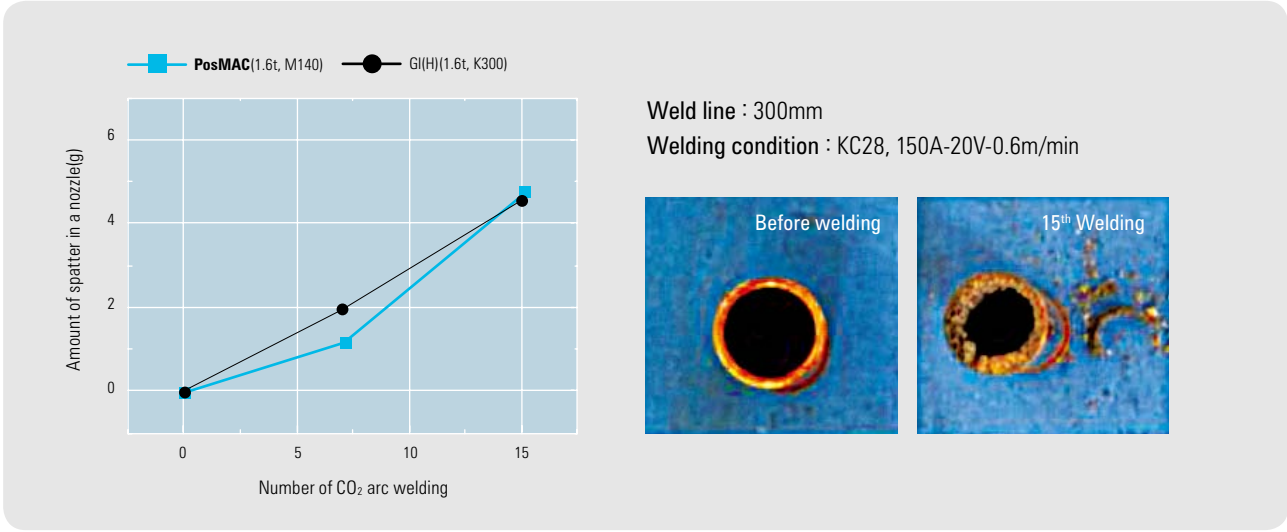 PosMAC(1.6t, M140) GI(H)(1.6t, K300)
Amount of spatter in a nozzle(g)
6
4
2
0
0 5 10 15
Number of CO₂ arc welding
Weld line : 300mm
Welding condition : KC28, 150A-20V-0.6m/min
Before welding
15th Welding